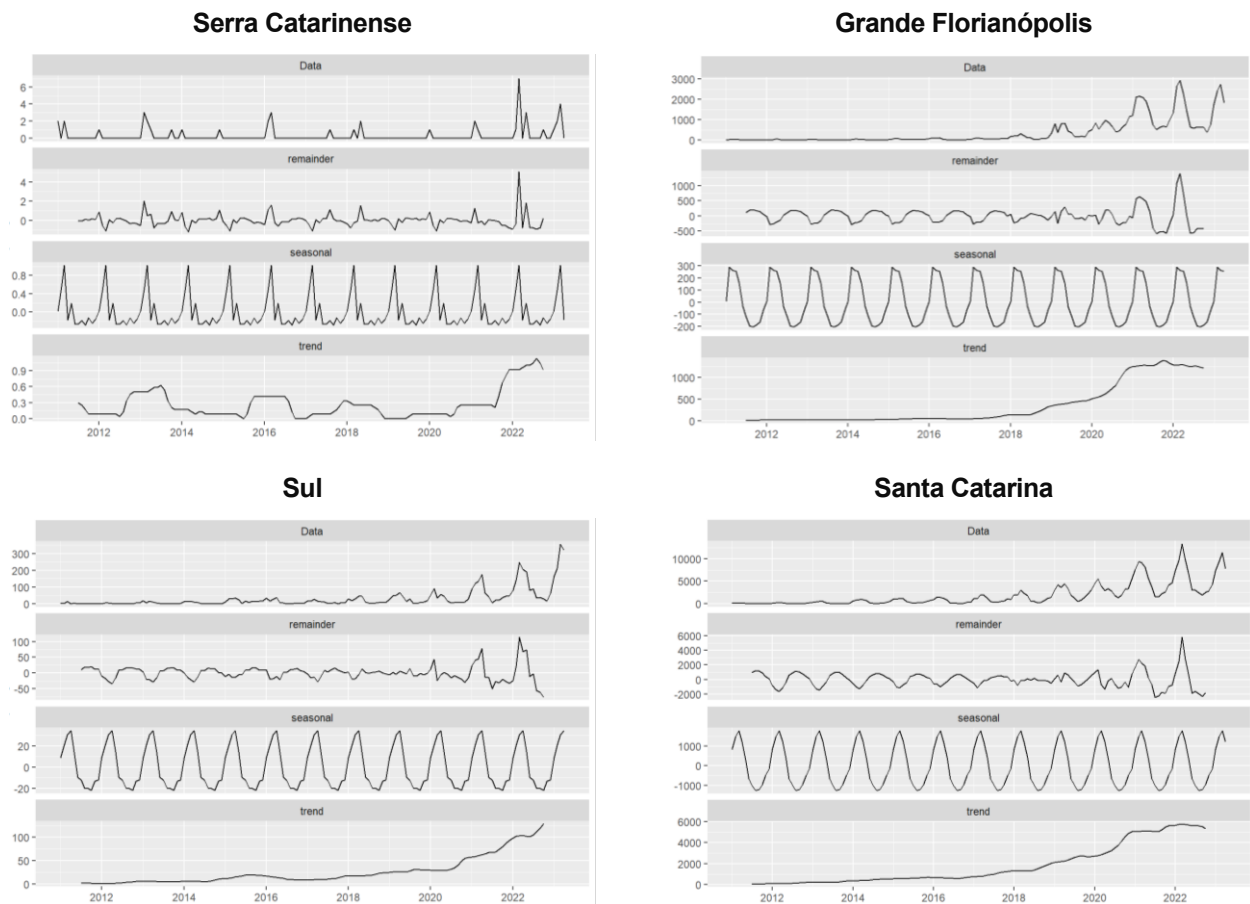 Serra Catarinense
Data
6
4
2
0
remainder
4
2
0
seasonal
0.8
0.4
0.0
trend
0.9
0.6
0.3
0.0
2012 2014 2016 2018 2020 2022
Grande Florianópolis
Data
3000
2000
1000
0
remainder
1000
500
0
-500
seasonal
300
200
100
0
-100
-200
trend
1000
500
0
2012 2014 2016 2018 2020 2022
Sul
Data
300
200
100
0
remainder
100
50
0
-50
seasonal
20
0
-20
trend
100
50
0
2012 2014 2016 2018 2020 2022
Santa Catarina
Data
10000
5000
0
remainder
6000
4000
2000
0
-2000
seasonal
1000
0
-1000
trend
6000
4000
2000
0
2012 2014 2016 2018 2020 2022